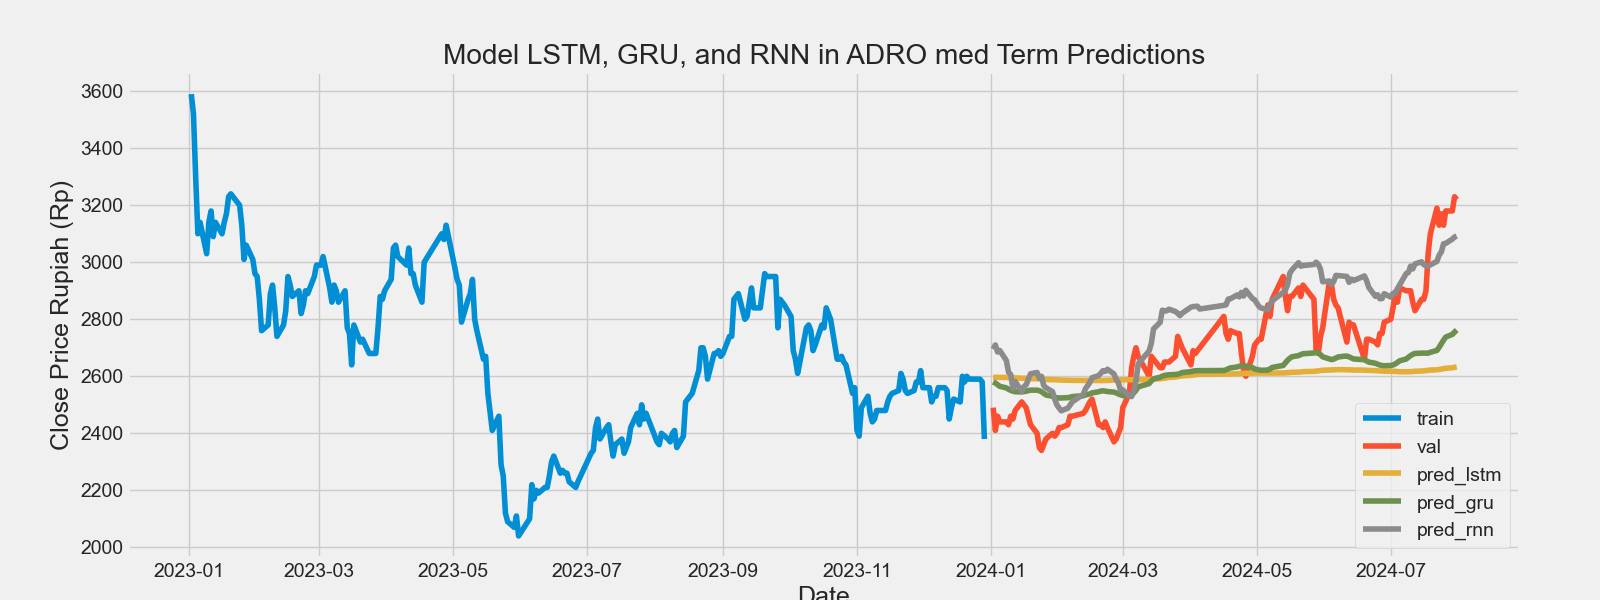 Model LSTM, GRU, and RNN in ADRO med Term Predictions
Close Price Rupiah (Rp)
3600
3400
3200
3000
2800
2600
2400
2200
2000
train
val
pred_lstm
pred_gru
pred_rnn
2023-01 2023-03 2023-05 2023-07 2023-09 2023-11 2024-01 2024-03 2024-05 2024-07
Date